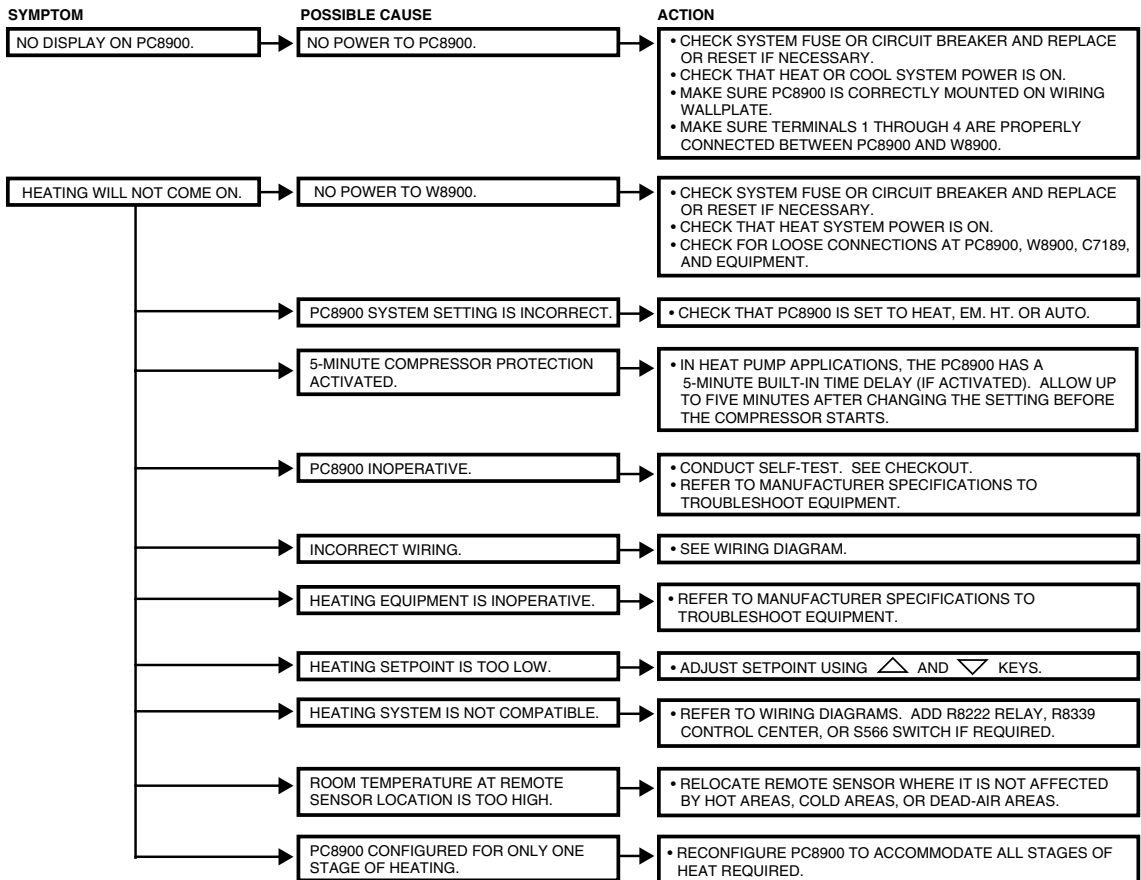 SYMPTOM POSSIBLE CAUSE ACTION
NO DISPLAY ON PC8900.
NO POWER TO PC8900.
• CHECK SYSTEM FUSE OR CIRCUIT BREAKER AND REPLACE
OR RESET IF NECESSARY.
• CHECK THAT HEAT OR COOL SYSTEM POWER IS ON.
• MAKE SURE PC8900 IS CORRECTLY MOUNTED ON WIRING
WALLPLATE.
• MAKE SURE TERMINALS 1 THROUGH 4 ARE PROPERLY
CONNECTED BETWEEN PC8900 AND W8900.
HEATING WILL NOT COME ON.
NO POWER TO W8900.
• CHECK SYSTEM FUSE OR CIRCUIT BREAKER AND REPLACE
OR RESET IF NECESSARY.
• CHECK THAT HEAT SYSTEM POWER IS ON.
• CHECK FOR LOOSE CONNECTIONS AT PC8900, W8900, C7189,
AND EQUIPMENT.
PC8900 SYSTEM SETTING IS INCORRECT.
• CHECK THAT PC8900 IS SET TO HEAT, EM. HT. OR AUTO.
5-MINUTE COMPRESSOR PROTECTION
ACTIVATED.
• IN HEAT PUMP APPLICATIONS, THE PC8900 HAS A
5-MINUTE BUILT-IN TIME DELAY (IF ACTIVATED). ALLOW UP
TO FIVE MINUTES AFTER CHANGING THE SETTING BEFORE
THE COMPRESSOR STARTS.
PC8900 INOPERATIVE.
• CONDUCT SELF-TEST. SEE CHECKOUT.
• REFER TO MANUFACTURER SPECIFICATIONS TO
TROUBLESHOOT EQUIPMENT.
INCORRECT WIRING.
• SEE WIRING DIAGRAM.
HEATING EQUIPMENT IS INOPERATIVE.
• REFER TO MANUFACTURER SPECIFICATIONS TO
TROUBLESHOOT EQUIPMENT.
HEATING SETPOINT IS TOO LOW.
• ADJUST SETPOINT USING △ AND ▽ KEYS.
HEATING SYSTEM IS NOT COMPATIBLE.
• REFER TO WIRING DIAGRAMS. ADD R8222 RELAY, R8339
CONTROL CENTER, OR S566 SWITCH IF REQUIRED.
ROOM TEMPERATURE AT REMOTE
SENSOR LOCATION IS TOO HIGH.
• RELOCATE REMOTE SENSOR WHERE IT IS NOT AFFECTED
BY HOT AREAS, COLD AREAS, OR DEAD-AIR AREAS.
PC8900 CONFIGURED FOR ONLY ONE
STAGE OF HEATING.
• RECONFIGURE PC8900 TO ACCOMMODATE ALL STAGES OF
HEAT REQUIRED.